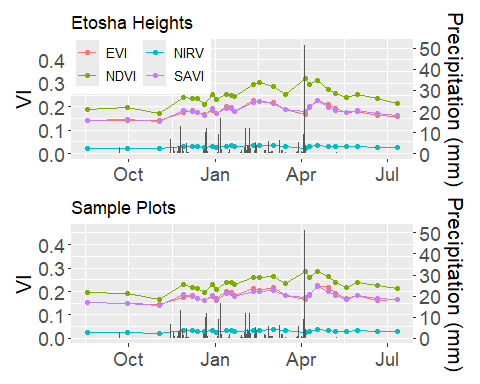 Etosha Heights
EVI NIRV
NDVI SAVI
VI
0.4
0.3
0.2
0.1
0.0
50
40
30
20
10
0
Precipitation (mm)
Oct Jan Apr Jul
Sample Plots
VI
0.4
0.3
0.2
0.1
0.0
50
40
30
20
10
0
Precipitation (mm)
Oct Jan Apr Jul